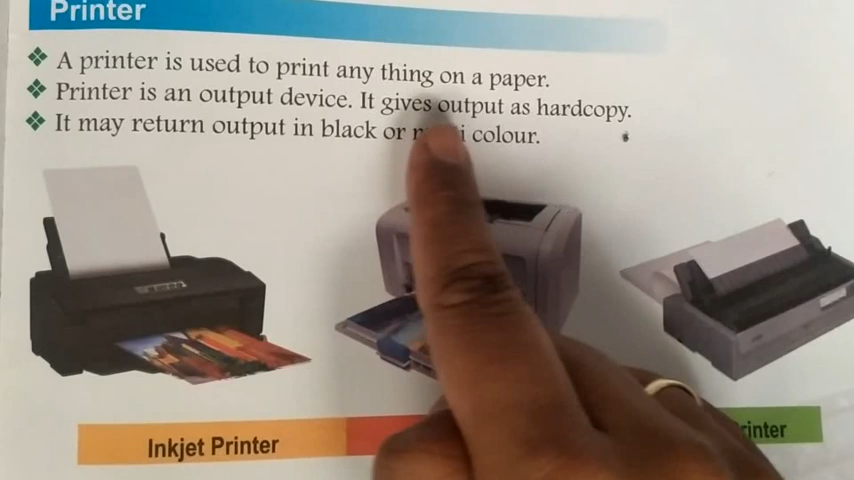 Printer
❖ A printer is used to print any thing on a paper.
❖ Printer is an output device. It gives output as hardcopy.
❖ It may return output in black or colour.
Inkjet Printer
rinter